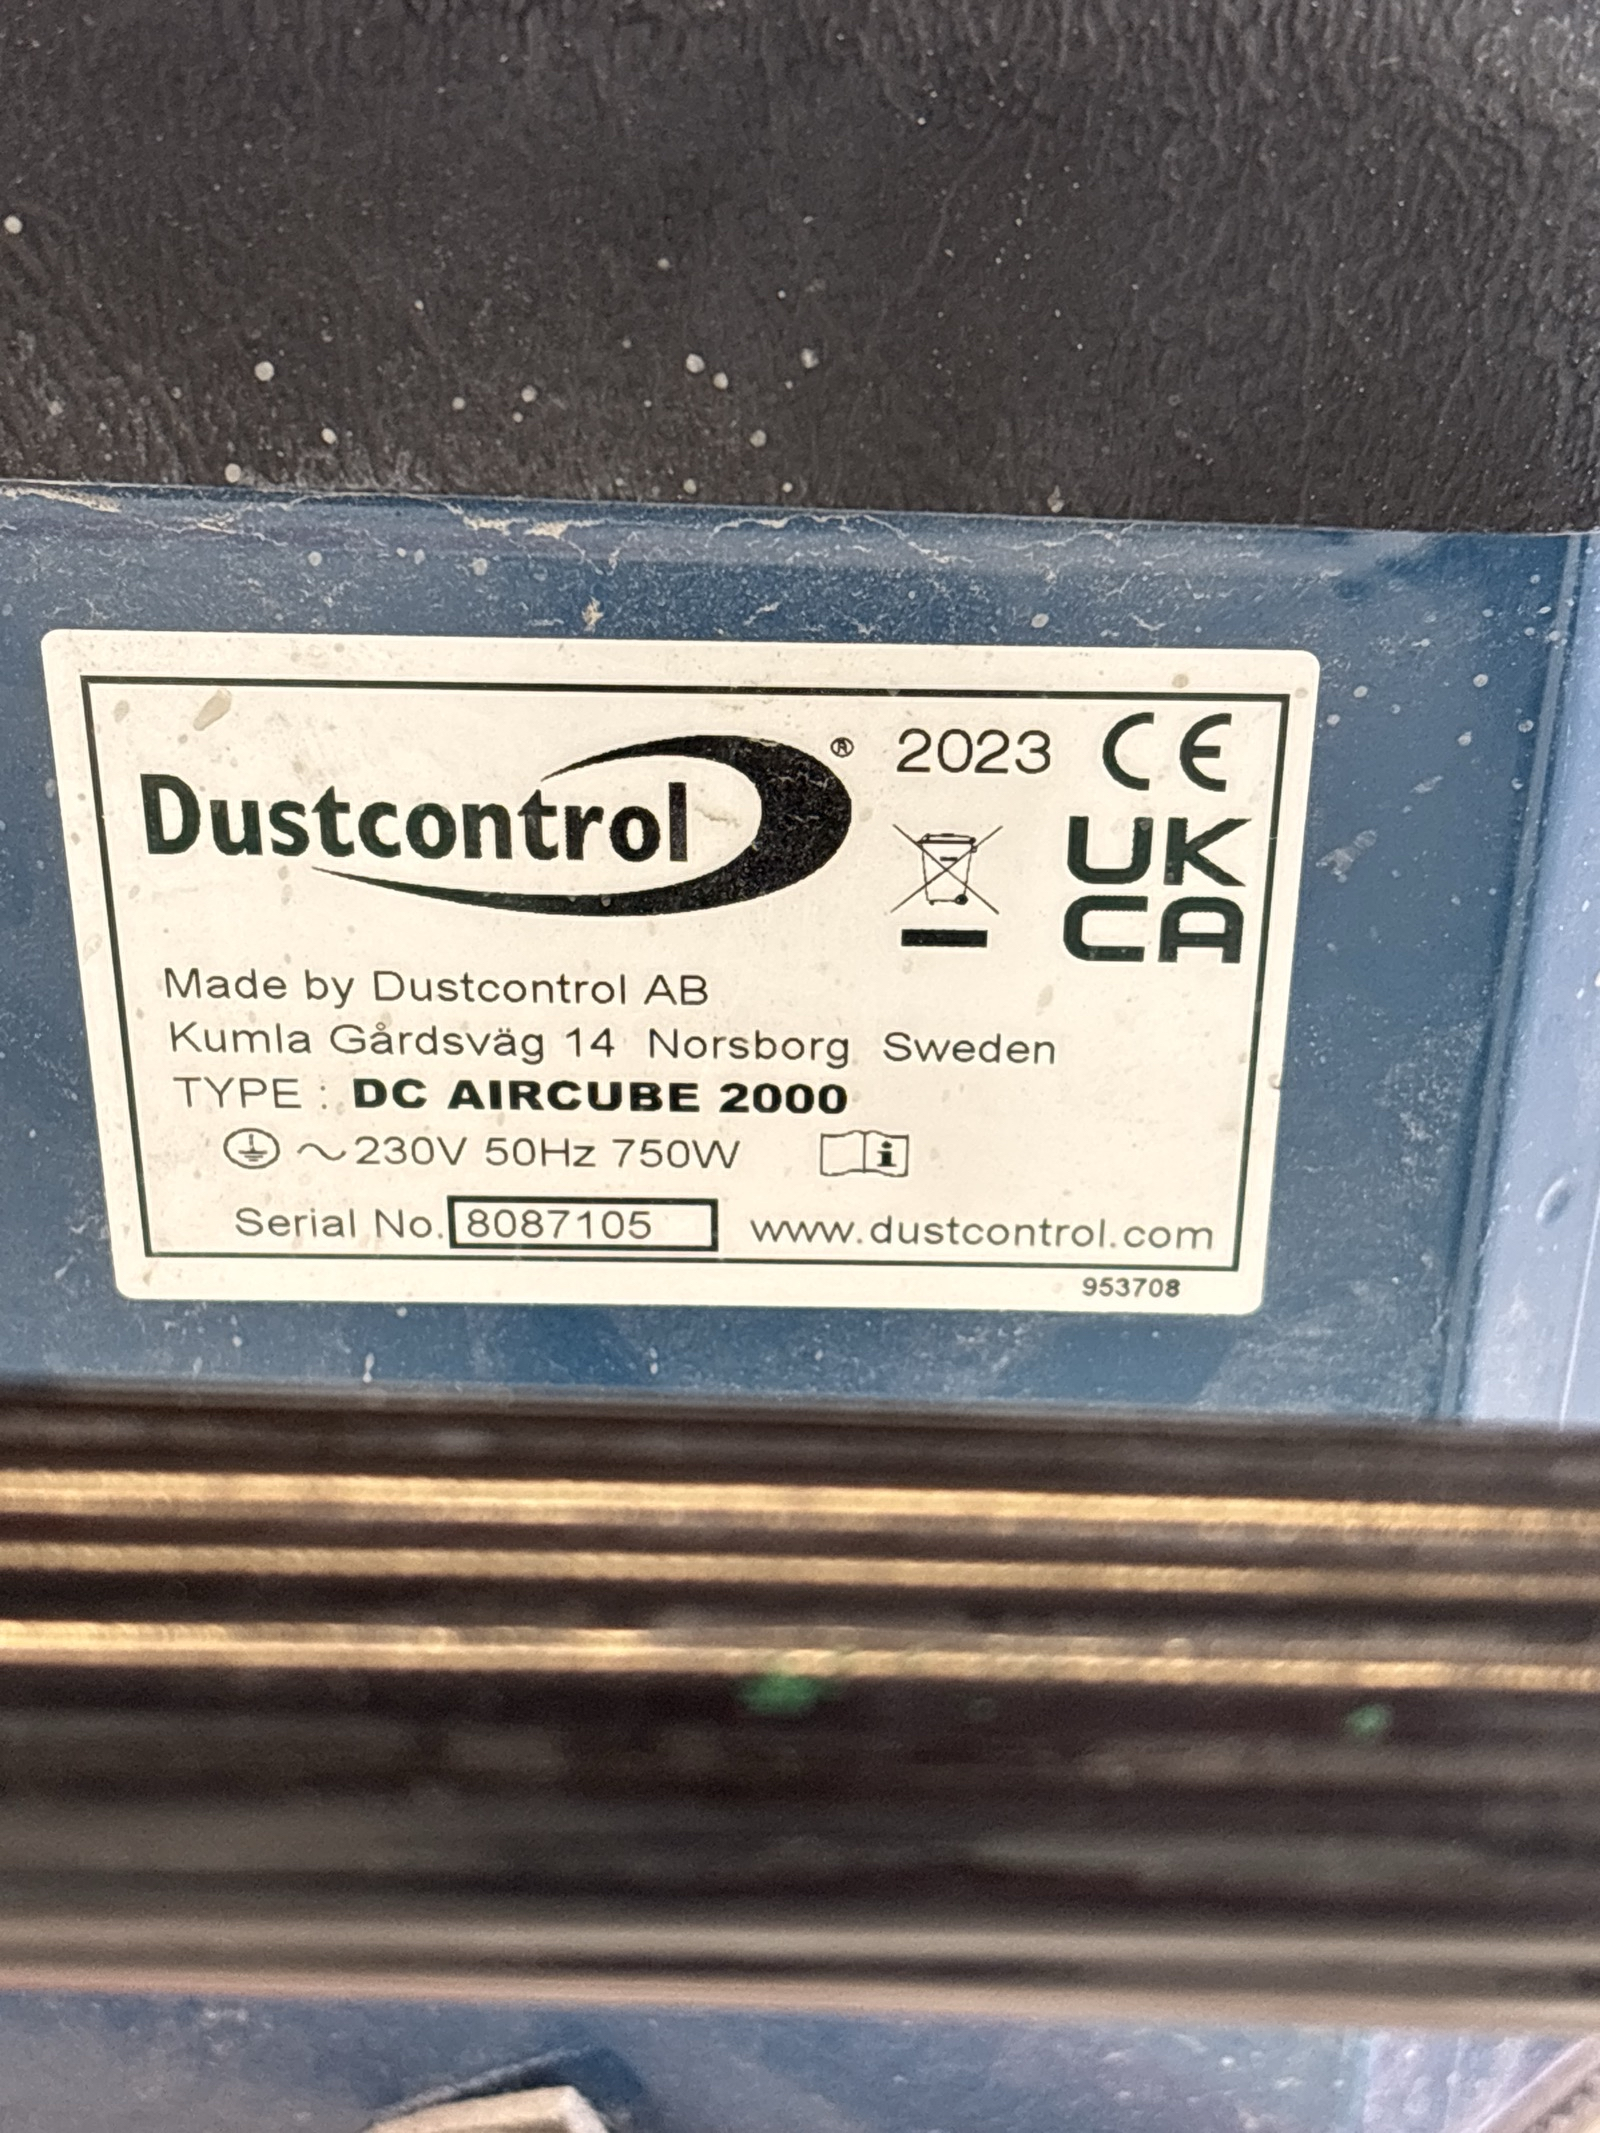 Dustcontrol ® 2023 CE
UK
CA
Made by Dustcontrol AB
Kumla Gårdsväg 14 Norsborg Sweden
TYPE : DC AIRCUBE 2000
~230V 50Hz 750W i
Serial No. 8087105 www.dustcontrol.com
953708